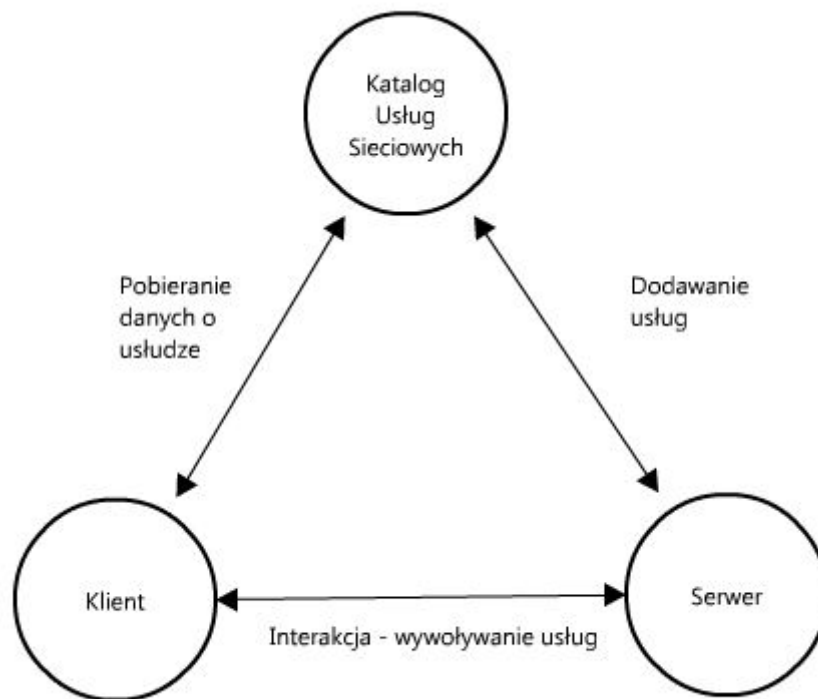 Katalog
Usług
Sieciowych
Pobieranie
danych o
usłudze
Dodawanie
usług
Klient
Serwer
Interakcja - wywoływanie usług